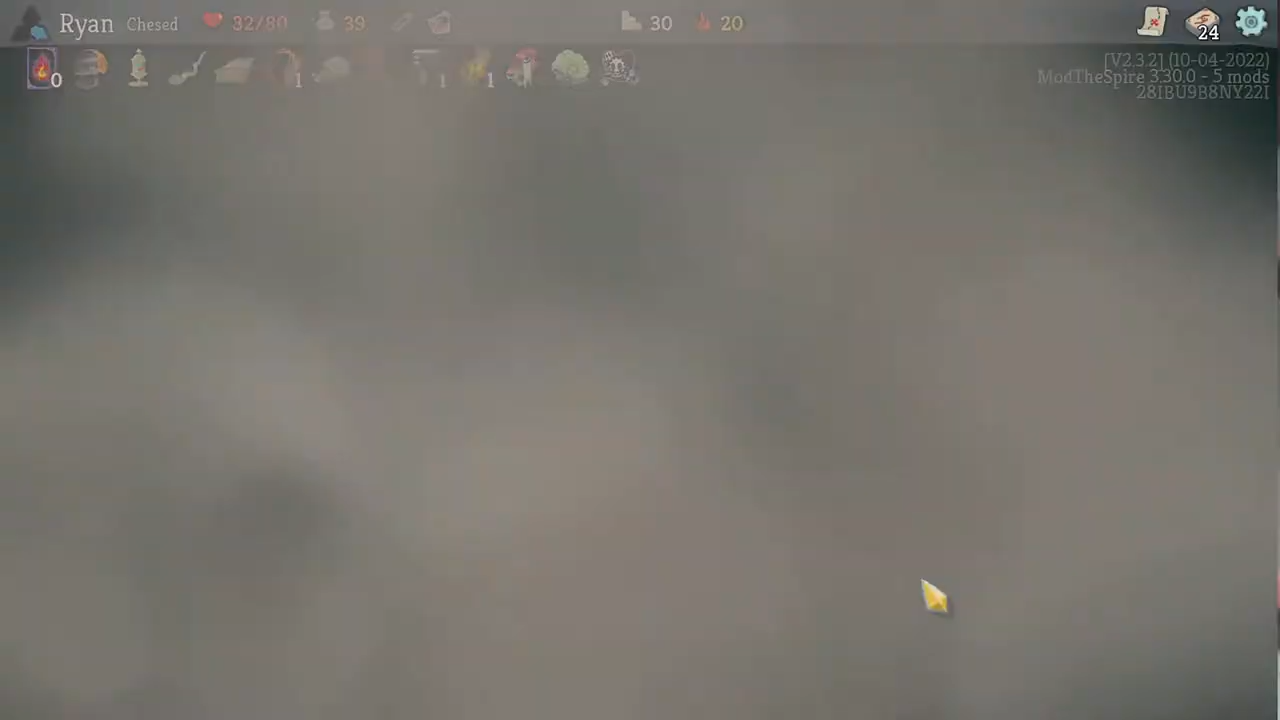 Ryan Chesed 32/80 39 30 20 24
0 1 1 1
[V2.3.2] (10-04-2022)
ModTheSpire 3.30.0 - 5 mods
28IBU9B8NY22I